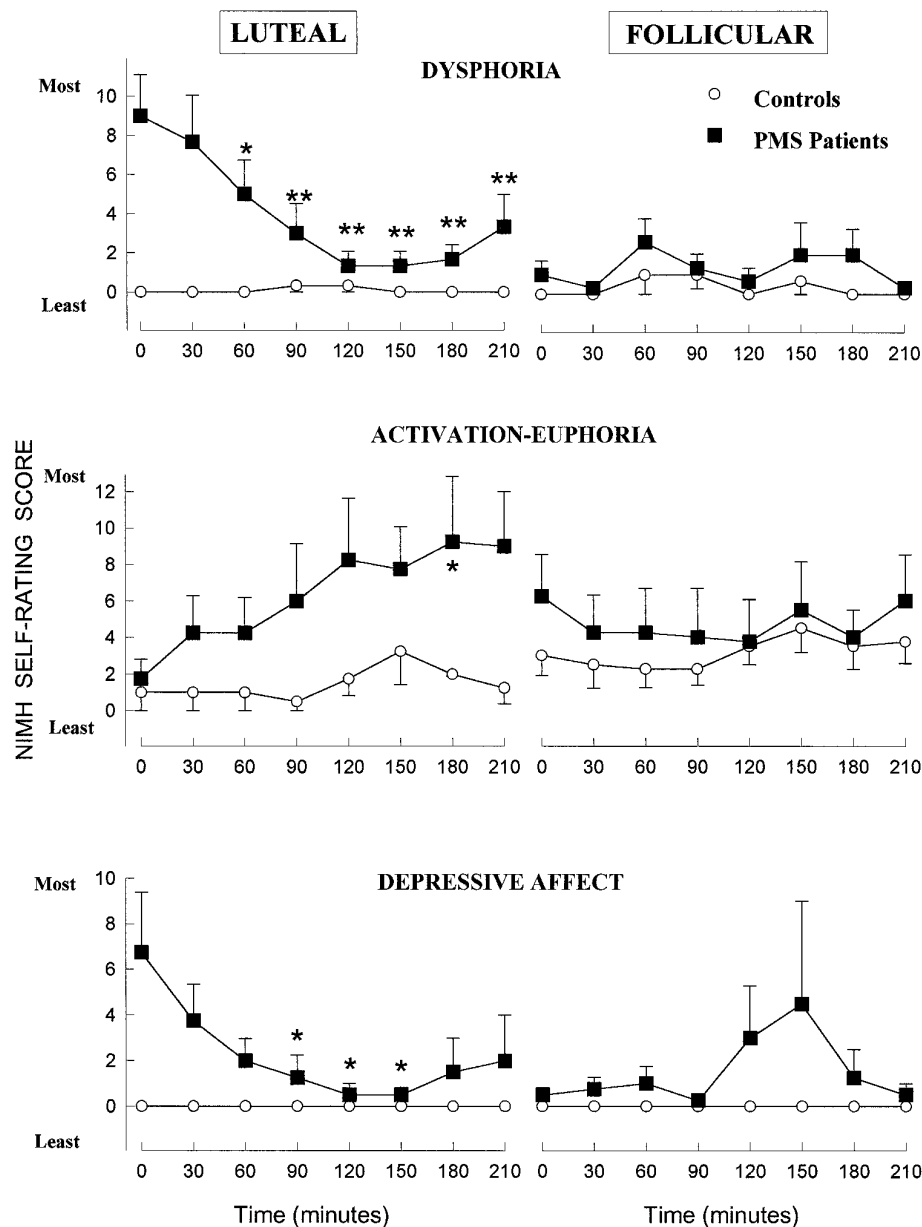 LUTEAL
FOLLICULAR
DYSPHORIA
Most
10
8
6
4
2
0
Least
* ** ** ** ** **
0 30 60 90 120 150 180 210
Controls
PMS Patients
0 30 60 90 120 150 180 210
NIMH SELF-RATING SCORE
ACTIVATION-EUPHORIA
Most
12
10
8
6
4
2
0
Least
*
0 30 60 90 120 150 180 210
0 30 60 90 120 150 180 210
DEPRESSIVE AFFECT
Most
10
8
6
4
2
0
Least
* * *
0 30 60 90 120 150 180 210
0 30 60 90 120 150 180 210
Time (minutes)
Time (minutes)